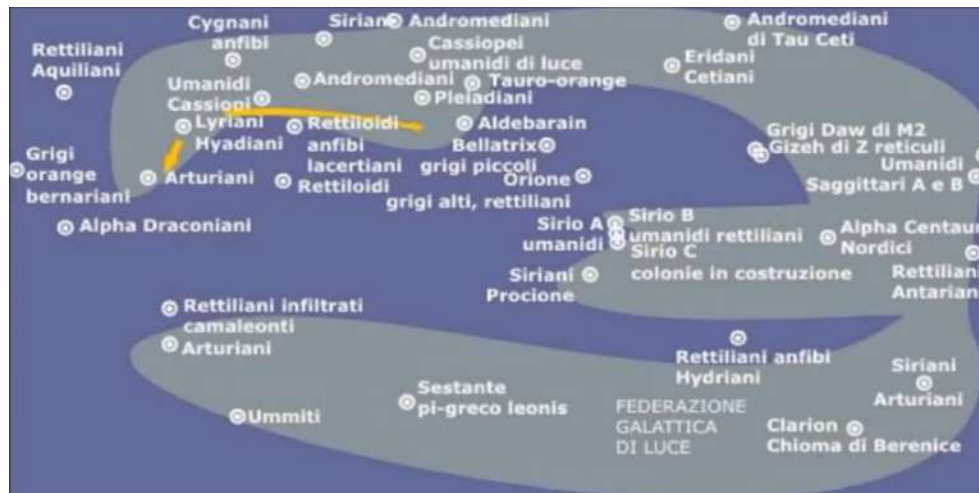 Cygnani
anfibi
Siriani
Andromediani
Andromediani
di Tau Ceti
Rettiliani
Aquiliani
Cassiopei
umanidi di luce
Eridani
Cetiani
Umanidi
Cassiopi
Andromediani
Tauro-orange
Pleiadiani
Lyriani
Hyadiani
Rettiloidi
anfibi
lacertiani
Aldebarain
Bellatrix
grigi piccoli
Grigi Daw di M2
Gizeh di Z reticuli
Grigi
orange
bernariani
Arturiani
Rettiloidi
Orione
grigi alti, rettiliani
Umanidi
Saggittari A e B
Alpha Draconiani
Sirio A
umanidi
Sirio B
umanidi rettiliani
Sirio C
colonie in costruzione
Alpha Centau
Nordici
Siriani
Procione
Rettiliani
Antarian
Rettiliani infiltrati
camaleonti
Arturiani
Rettiliani anfibi
Hydriani
Siriani
Arturiani
Sestante
pi-greco leonis
Ummiti
FEDERAZIONE
GALATTICA
DI LUCE
Clarion
Chioma di Berenice